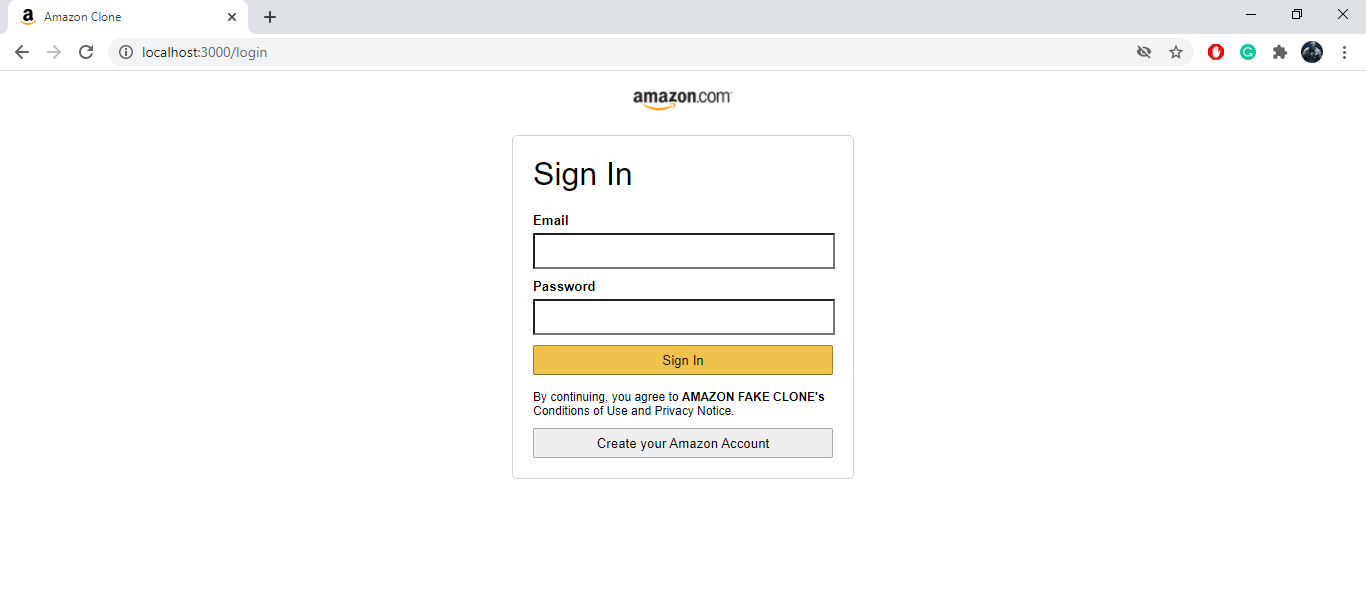 Amazon Clone
localhost:3000/login
amazon.com
Sign In
Email
Password
Sign In
By continuing, you agree to AMAZON FAKE CLONE's
Conditions of Use and Privacy Notice.
Create your Amazon Account